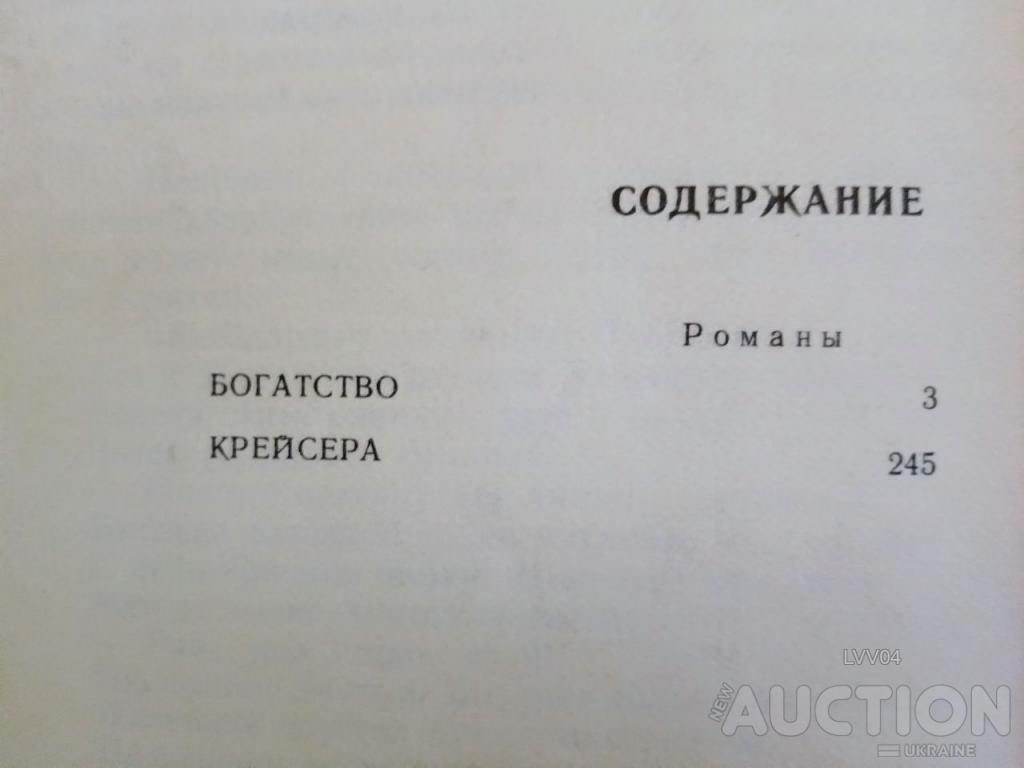 СОДЕРЖАНИЕ
Романы
БОГАТСТВО 3
КРЕЙСЕРА 245
LVV04
NEW AUCTION
UKRAINE